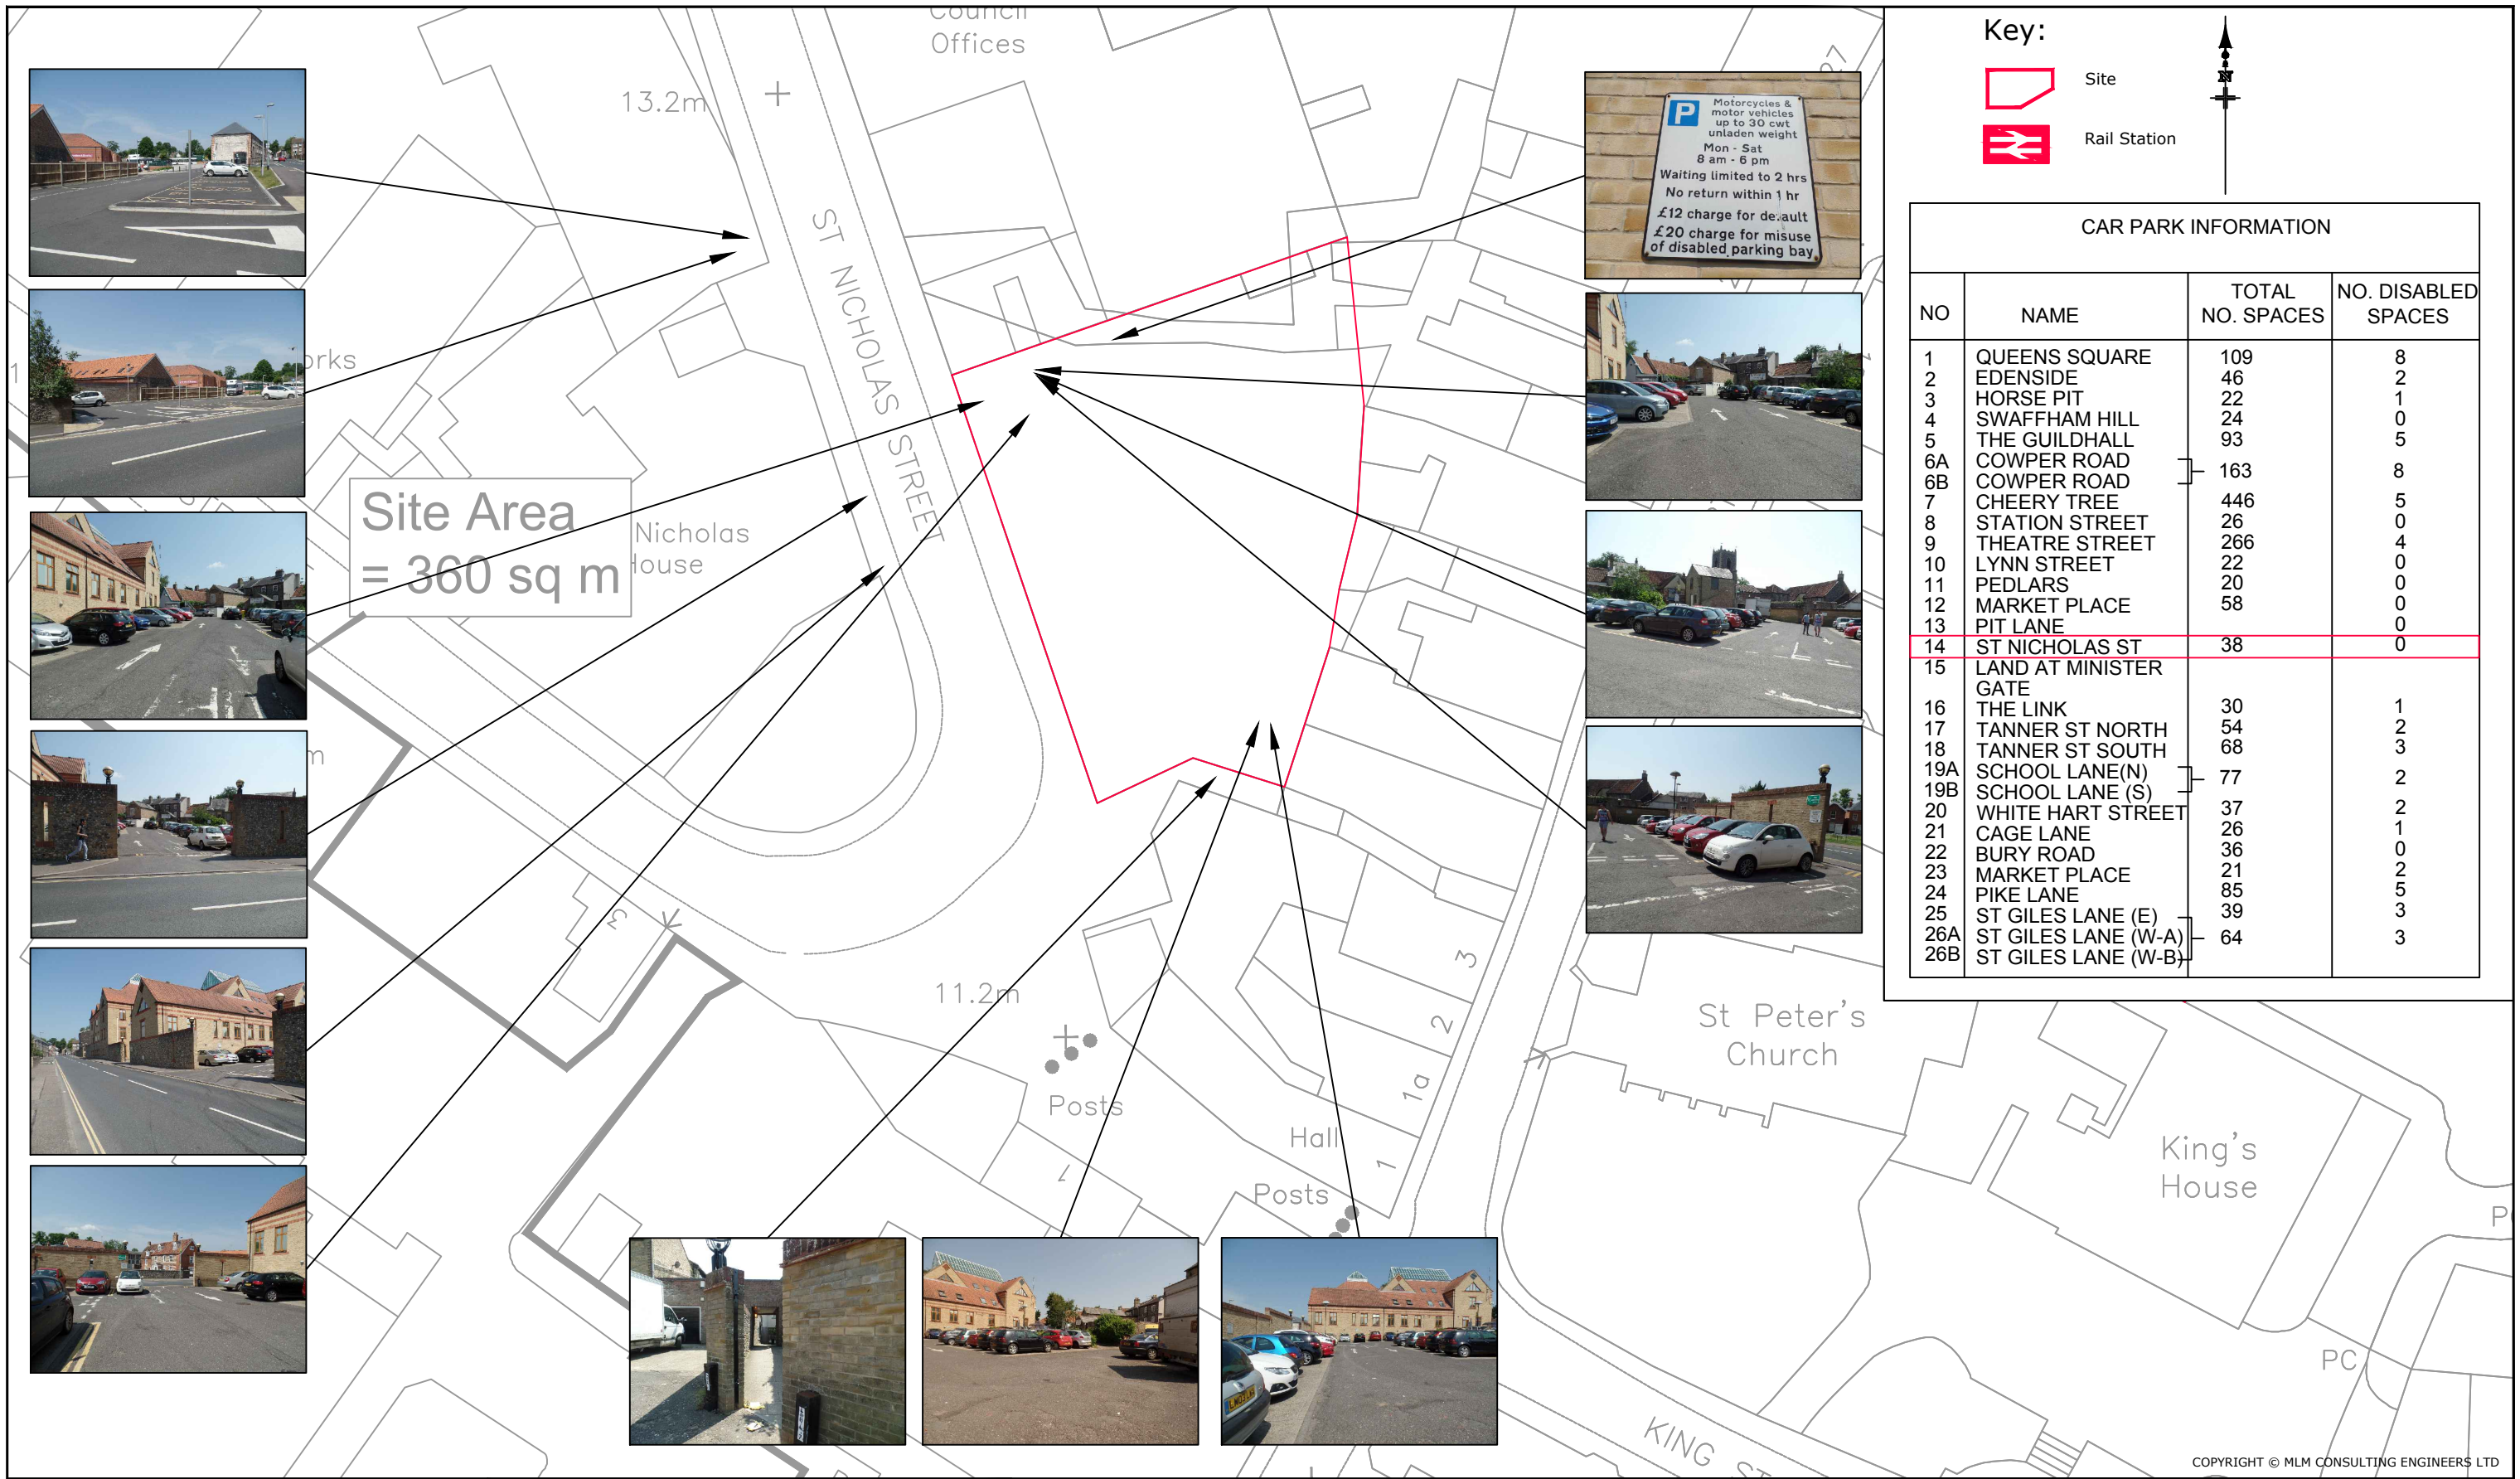 Council
Offices
13.2m
ST NICHOLAS STREET
Site Area
= 360 sq m
Nicholas
House
orks
11.2m
Posts
Hall
Posts
1
1a
2
3
3
1
27
St Peter's
Church
King's
House
PC
KING ST
P
Motorcycles &
motor vehicles
up to 30 cwt
unladen weight
Mon - Sat
8 am - 6 pm
Waiting limited to 2 hrs
No return within 1 hr
£12 charge for default
£20 charge for misuse
of disabled parking bay
Key:
Site
Rail Station
N
CAR PARK INFORMATION
NO NAME TOTAL NO. SPACES NO. DISABLED SPACES
1 QUEENS SQUARE 109 8
2 EDENSIDE 46 2
3 HORSE PIT 22 1
4 SWAFFHAM HILL 24 0
5 THE GUILDHALL 93 5
6A COWPER ROAD
163 8
6B COWPER ROAD
7 CHEERY TREE 446 5
8 STATION STREET 26 0
9 THEATRE STREET 266 4
10 LYNN STREET 22 0
11 PEDLARS 20 0
12 MARKET PLACE 58 0
13 PIT LANE 0
14 ST NICHOLAS ST 38 0
15 LAND AT MINISTER
GATE
16 THE LINK 30 1
17 TANNER ST NORTH 54 2
18 TANNER ST SOUTH 68 3
19A SCHOOL LANE(N)
77 2
19B SCHOOL LANE (S)
20 WHITE HART STREET 37 2
21 CAGE LANE 26 1
22 BURY ROAD 36 0
23 MARKET PLACE 21 2
24 PIKE LANE 85 5
25 ST GILES LANE (E) 39 3
26A ST GILES LANE (W-A) 64 3
26B ST GILES LANE (W-B)
COPYRIGHT © MLM CONSULTING ENGINEERS LTD